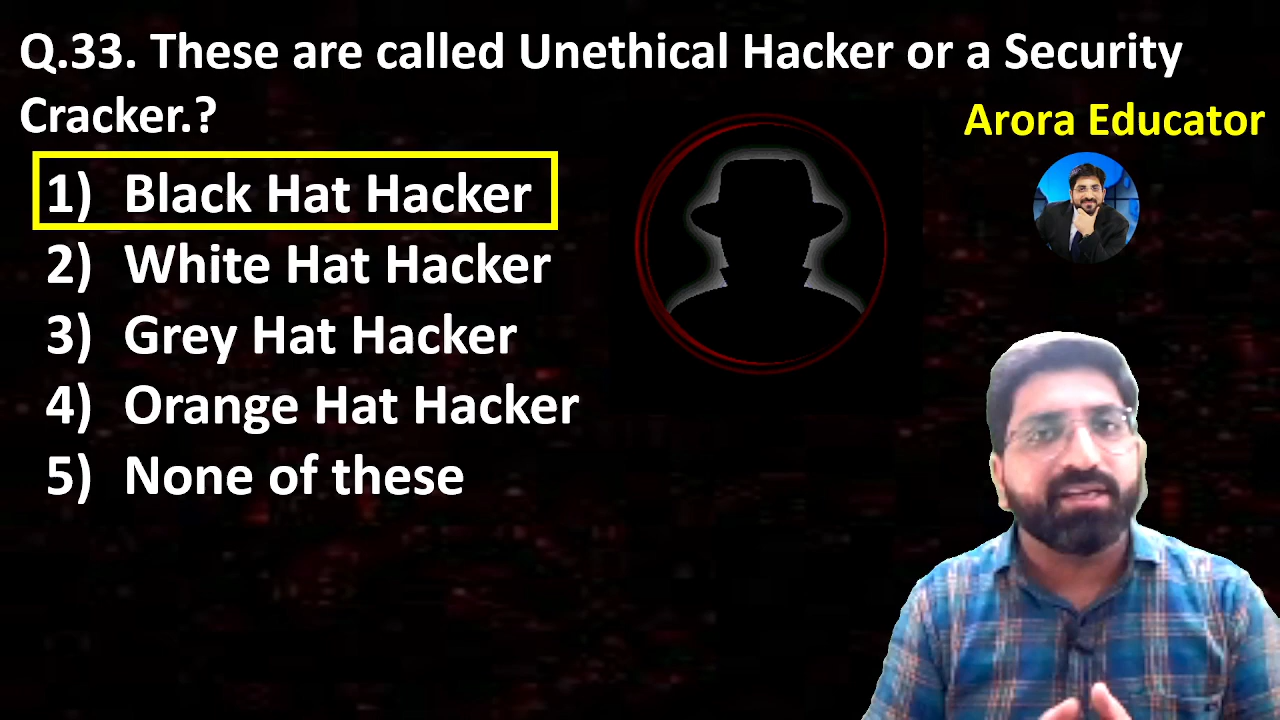 Q.33. These are called Unethical Hacker or a Security
Cracker.?
Arora Educator
1) Black Hat Hacker
2) White Hat Hacker
3) Grey Hat Hacker
4) Orange Hat Hacker
5) None of these